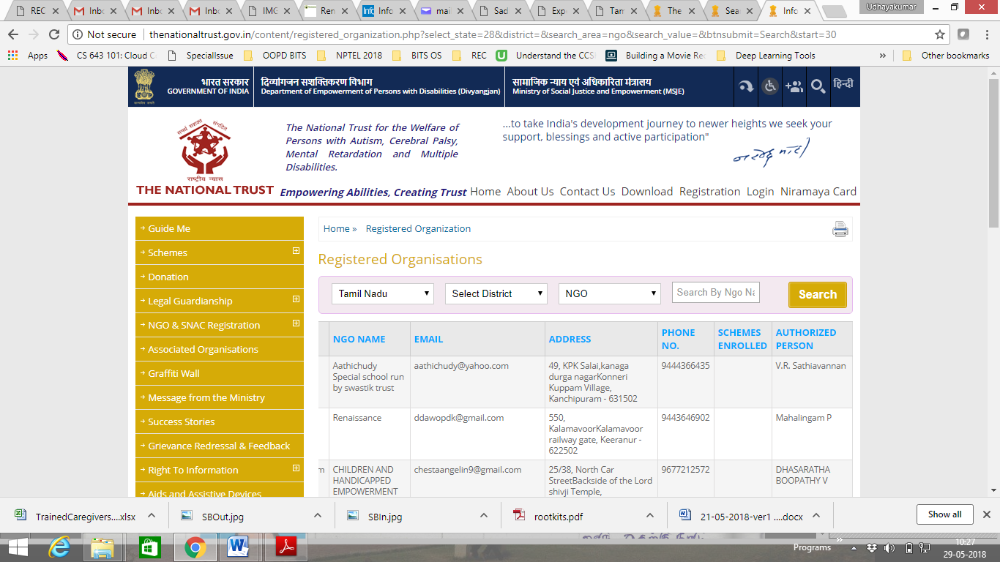 REC
Inbo
Inbo
Inbo
IMG
Ren
Info
mail
Sad
Exp
Tam
The
Sear
Info
Udhayakumar
Not secure | thenationaltrust.gov.in/content/registered_organization.php?select_state=28&district=&search_area=ngo&search_value=&btnsubmit=Search&start=30
Apps
CS 643 101: Cloud C
SpecialIssue
OOPD BITS
NPTEL 2018
BITS OS
REC
Understand the CCS
Building a Movie Re
Deep Learning Tools
»
Other bookmarks
भारत सरकार
GOVERNMENT OF INDIA
दिव्यांगजन सशक्तिकरण विभाग
Department of Empowerment of Persons with Disabilities (Divyangjan)
सामाजिक न्याय एवं अधिकारिता मंत्रालय
Ministry of Social Justice and Empowerment (MSJE)
हिन्दी
राष्ट्रीय न्यास
THE NATIONAL TRUST
The National Trust for the Welfare of
Persons with Autism, Cerebral Palsy,
Mental Retardation and Multiple
Disabilities.
Empowering Abilities, Creating Trust
...to take India's development journey to newer heights we seek your
support, blessings and active participation"
Home About Us Contact Us Download Registration Login Niramaya Card
Guide Me
Schemes
Donation
Legal Guardianship
NGO & SNAC Registration
Associated Organisations
Graffiti Wall
Message from the Ministry
Success Stories
Grievance Redressal & Feedback
Right To Information
Aids and Assistive Devices
Home » Registered Organization
Registered Organisations
Tamil Nadu
Select District
NGO
Search By Ngo Na
Search
NGO NAME
EMAIL
ADDRESS
PHONE
NO.
SCHEMES
ENROLLED
AUTHORIZED
PERSON
Aathichudy
Special school run
by swastik trust
aathichudy@yahoo.com
49, KPK Salai,kanaga
durga nagarKonneri
Kuppam Village,
Kanchipuram - 631502
9444366435
V.R. Sathiavannan
Renaissance
ddawopdk@gmail.com
550,
KalamavoorKalamavoor
railway gate, Keeranur -
622502
9443646902
Mahalingam P
m
CHILDREN AND
HANDICAPPED
EMPOWERMENT
chestaangelin9@gmail.com
25/38, North Car
StreetBackside of the Lord
shivji Temple,
9677212572
DHASARATHA
BOOPATHY V
TrainedCaregivers....xlsx
SBOut.jpg
SBIn.jpg
rootkits.pdf
21-05-2018-ver1 ....docx
Show all
Programs
»
10:27
29-05-2018